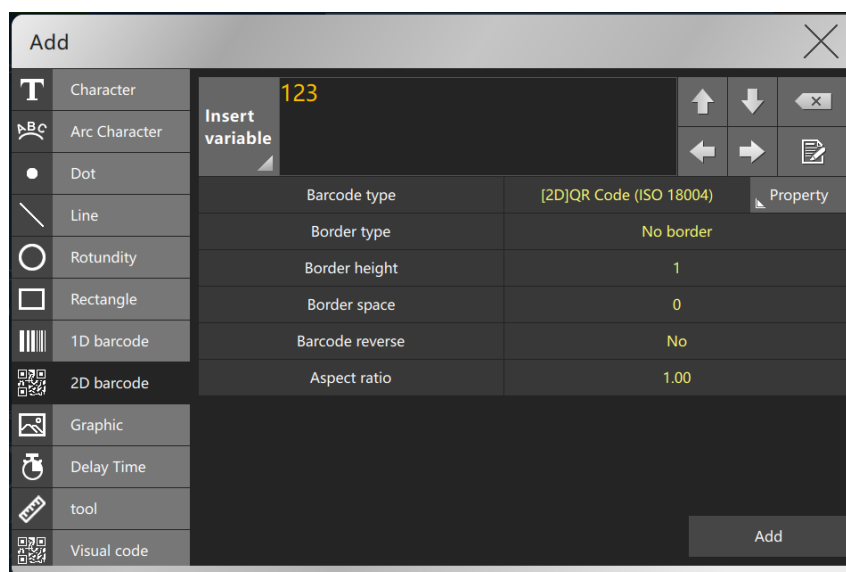 Add
T
Character
ABC
Arc Character
Dot
Line
Rotundity
Rectangle
1D barcode
2D barcode
Graphic
Delay Time
tool
Visual code
Insert
variable
123
Barcode type [2D]QR Code (ISO 18004) Property
Border type No border
Border height 1
Border space 0
Barcode reverse No
Aspect ratio 1.00
Add